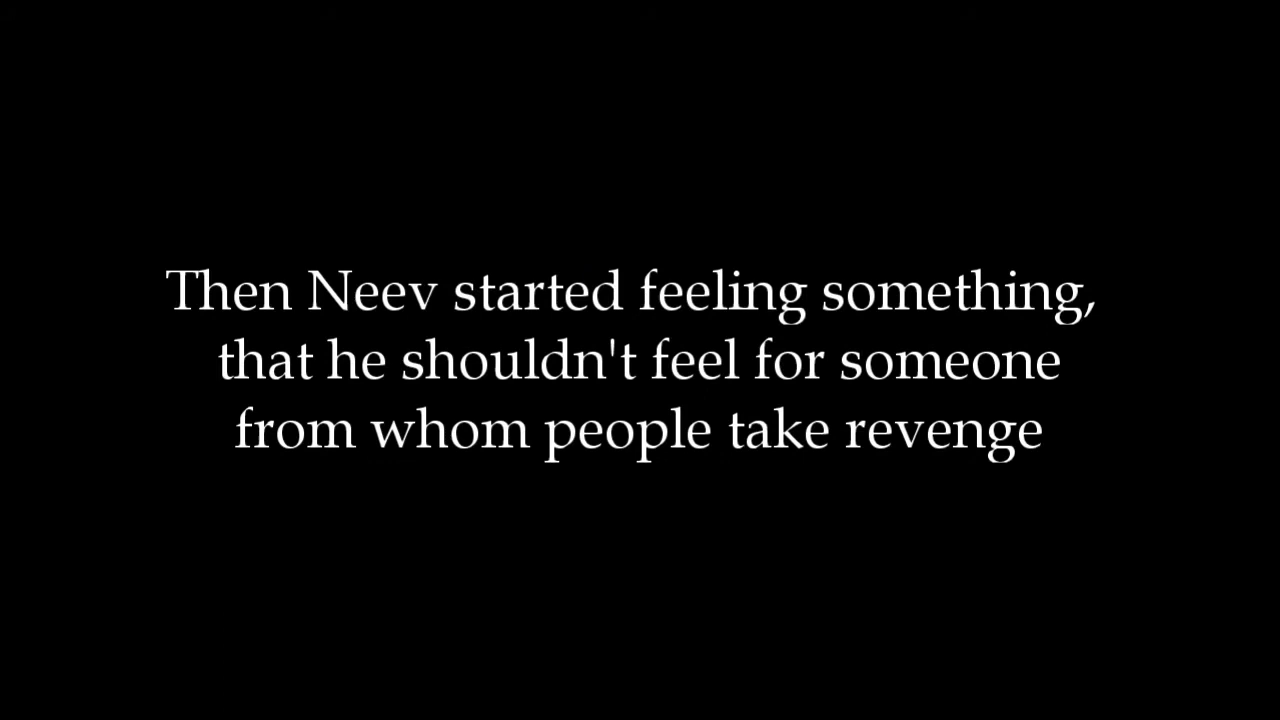 Then Neev started feeling something,
that he shouldn't feel for someone
from whom people take revenge